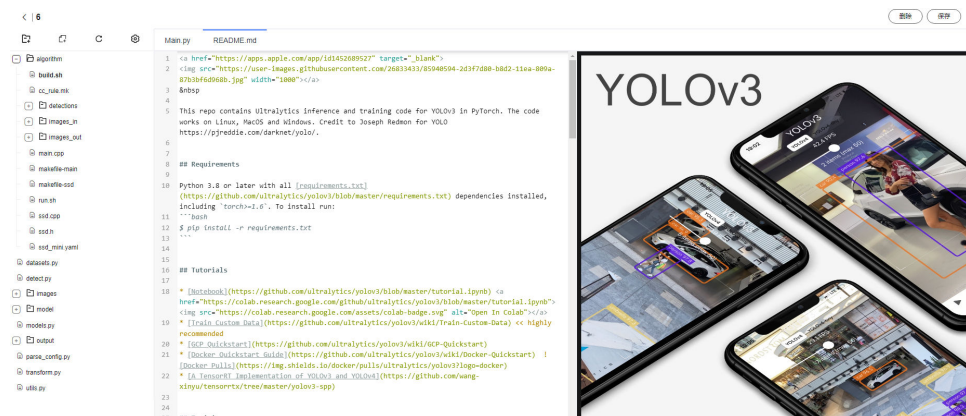 6
删除
保存
algorithm
build.sh
cc_rule.mk
detections
images_in
images_out
main.cpp
makefile-main
makefile-ssd
run.sh
ssd.cpp
ssd.h
ssd_mini.yaml
datasets.py
detect.py
images
model
models.py
output
parse_config.py
transform.py
utils.py
Main.py README.md
1 <a href="https://apps.apple.com/app/id1452689527" target="_blank">
2 <img src="https://user-images.githubusercontent.com/26833433/85940594-2d3f7d80-b8d2-11ea-809a-
87b3bf6d968b.jpg" width="1000"></a>
3 &nbsp
4
5 This repo contains Ultralytics inference and training code for YOLOv3 in PyTorch. The code
works on Linux, MacOS and Windows. Credit to Joseph Redmon for YOLO
https://pjreddie.com/darknet/yolo/.
6
7
8 ## Requirements
9
10 Python 3.8 or later with all [requirements.txt]
(https://github.com/ultralytics/yolov3/blob/master/requirements.txt) dependencies installed,
including `torch>=1.6`. To install run:
11 ```bash
12 $ pip install -r requirements.txt
13 ```
14
15
16 ## Tutorials
17
18 * [Notebook](https://github.com/ultralytics/yolov3/blob/master/tutorial.ipynb) <a
href="https://colab.research.google.com/github/ultralytics/yolov3/blob/master/tutorial.ipynb">
<img src="https://colab.research.google.com/assets/colab-badge.svg" alt="Open In Colab"></a>
19 * [Train Custom Data](https://github.com/ultralytics/yolov3/wiki/Train-Custom-Data) << highly
recommended
20 * [GCP Quickstart](https://github.com/ultralytics/yolov3/wiki/GCP-Quickstart)
21 * [Docker Quickstart Guide](https://github.com/ultralytics/yolov3/wiki/Docker-Quickstart) !
[Docker Pulls](https://img.shields.io/docker/pulls/ultralytics/yolov3?logo=docker)
22 * [A TensorRT Implementation of YOLOv3 and YOLOv4](https://github.com/wang-
xinyu/tensorrtx/tree/master/yolov3-spp)
23
24
YOLOv3
19:02
YOLOv3
YOLOv4
42.4 FPS
2 items (max 50)
YOLOv4